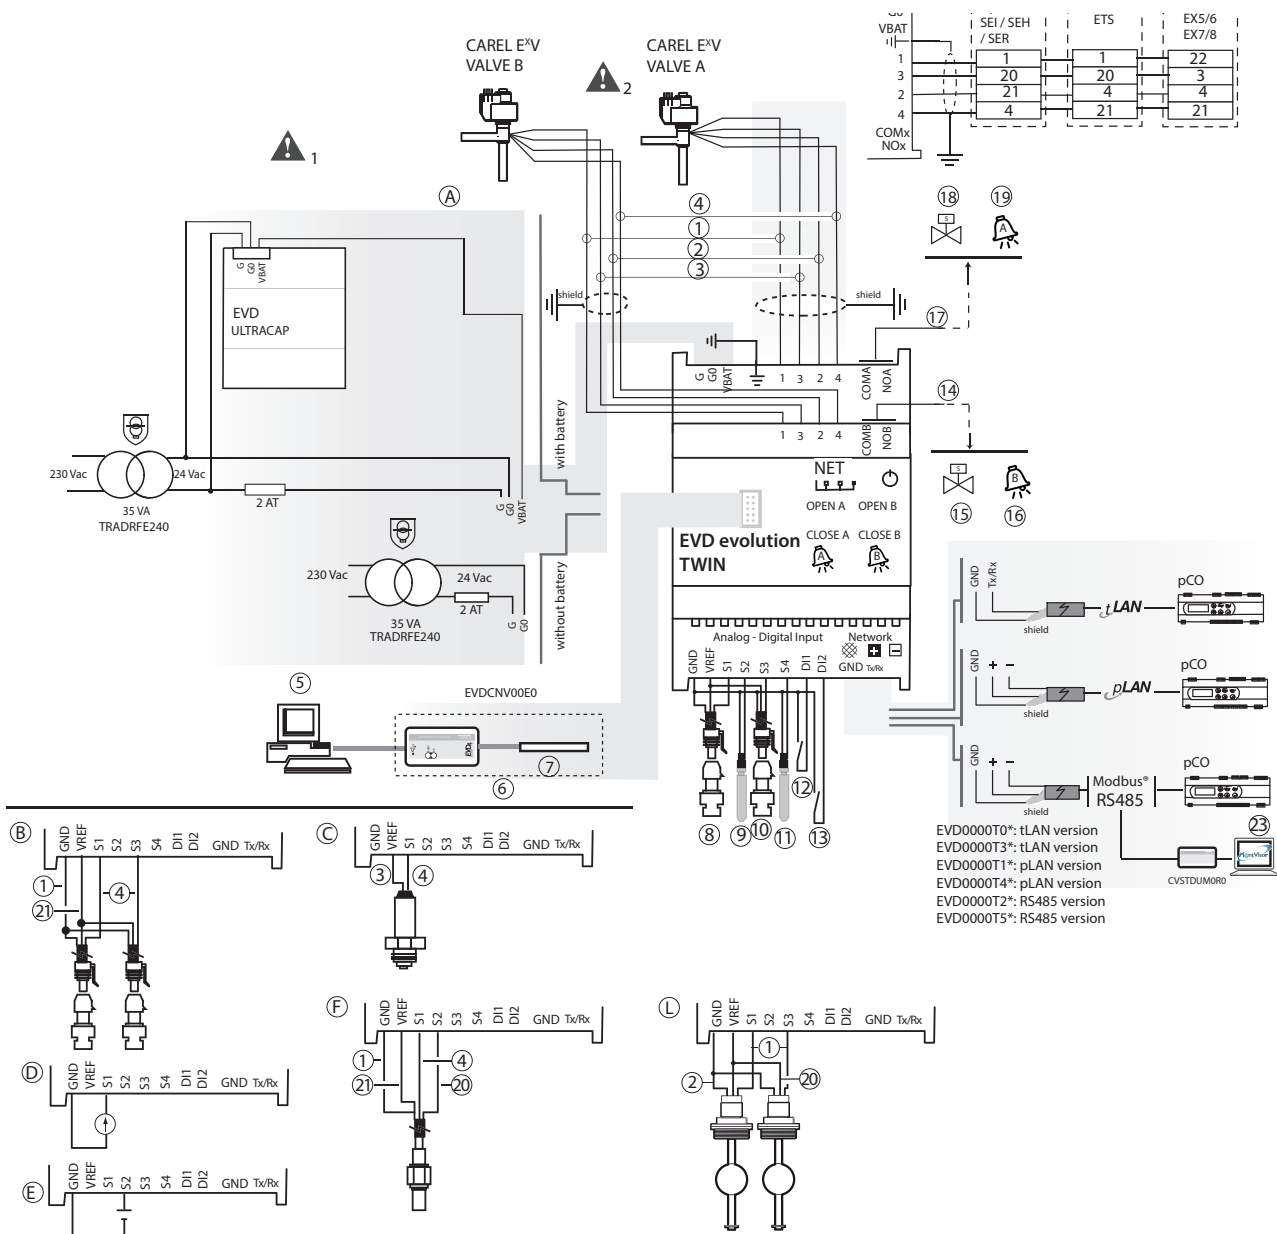 CAREL EXV
VALVE B
CAREL EXV
VALVE A
2
1
G0
VBAT
1
3
2
4
COMx
NOx
SEI / SEH
/ SER
ETS
EX5/6
EX7/8
1 1 22
20 20 3
21 4 4
4 21 21
18
19
A
S
A
4
1
2
3
shield
shield
17
G
G0
VBAT
EVD
ULTRACAP
with battery
without battery
230 Vac
24 Vac
35 VA
TRADRFE240
2 AT
G
G0
VBAT
230 Vac
24 Vac
2 AT
35 VA
TRADRFE240
G
G0
G
G0
VBAT
1 3 2 4
COMA
NOA
1 3 2 4
COMB
NOB
14
S
B
15
16
NET
OPEN A OPEN B
CLOSE A CLOSE B
A
B
EVD evolution
TWIN
Analog - Digital Input
Network
GND
VREF
S1
S2
S3
S4
DI1
DI2
GND Tx/Rx
8
9
10
11
12
13
5
EVDCNV00E0
EVD
7
6
GND
Tx/Rx
shield
tLAN
pCO
GND
+ −
shield
pLAN
pCO
GND
+ −
shield
Modbus®
RS485
pCO
23
PlantVisor
CVSTDUM0R0
EVD0000T0*: tLAN version
EVD0000T3*: tLAN version
EVD0000T1*: pLAN version
EVD0000T4*: pLAN version
EVD0000T2*: RS485 version
EVD0000T5*: RS485 version
B
GND VREF S1 S2 S3 S4 DI1 DI2 GND Tx/Rx
1
4
21
C
GND VREF S1 S2 S3 S4 DI1 DI2 GND Tx/Rx
3
4
D
GND VREF S1 S2 S3 S4 DI1 DI2 GND Tx/Rx
E
GND VREF S1 S2 S3 S4 DI1 DI2 GND Tx/Rx
F
GND VREF S1 S2 S3 S4 DI1 DI2 GND Tx/Rx
1
4
21
20
L
GND VREF S1 S2 S3 S4 DI1 DI2 GND Tx/Rx
1
2
20